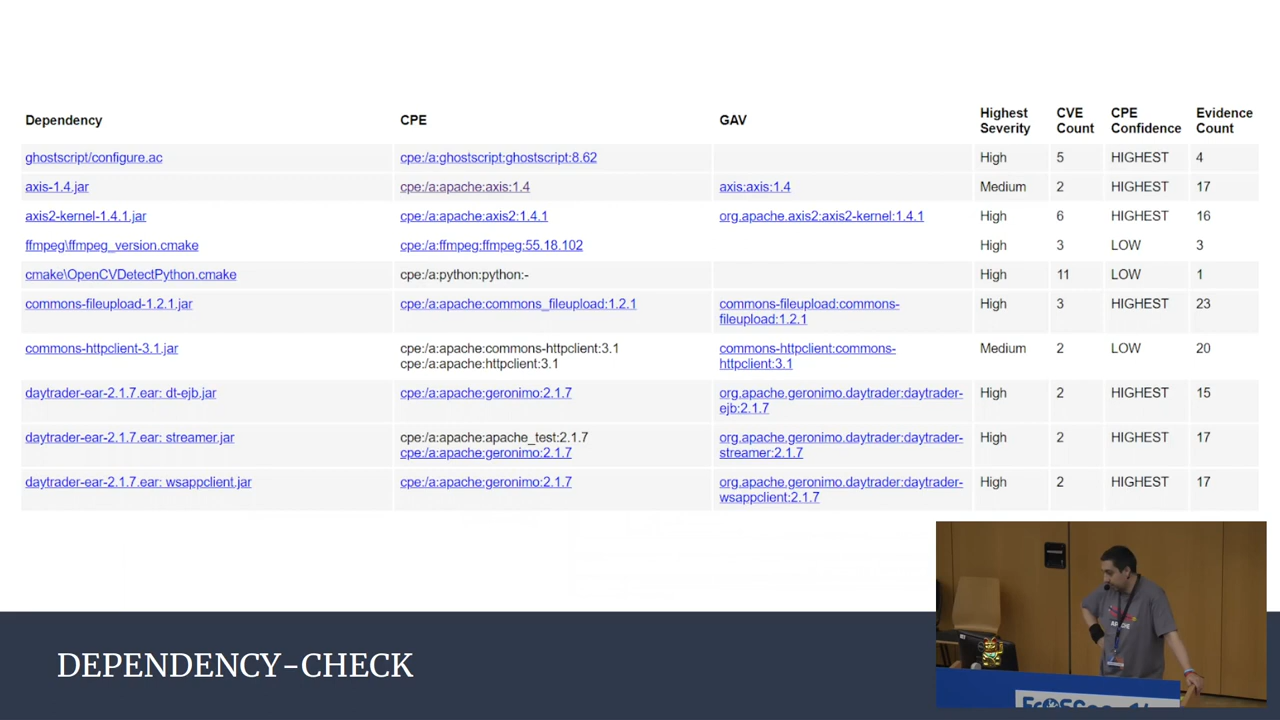 Dependency CPE GAV Highest Severity CVE Count CPE Confidence Evidence Count
ghostscript/configure.ac cpe:/a:ghostscript:ghostscript:8.62 High 5 HIGHEST 4
axis-1.4.jar cpe:/a:apache:axis:1.4 axis:axis:1.4 Medium 2 HIGHEST 17
axis2-kernel-1.4.1.jar cpe:/a:apache:axis2:1.4.1 org.apache.axis2:axis2-kernel:1.4.1 High 6 HIGHEST 16
ffmpeg\ffmpeg_version.cmake cpe:/a:ffmpeg:ffmpeg:55.18.102 High 3 LOW 3
cmake\OpenCVDetectPython.cmake cpe:/a:python:python:- High 11 LOW 1
commons-fileupload-1.2.1.jar cpe:/a:apache:commons_fileupload:1.2.1 commons-fileupload:commons- High 3 HIGHEST 23
fileupload:1.2.1
commons-httpclient-3.1.jar cpe:/a:apache:commons-httpclient:3.1 commons-httpclient:commons- Medium 2 LOW 20
cpe:/a:apache:httpclient:3.1 httpclient:3.1
daytrader-ear-2.1.7.ear: dt-ejb.jar cpe:/a:apache:geronimo:2.1.7 org.apache.geronimo.daytrader:daytrader- High 2 HIGHEST 15
ejb:2.1.7
daytrader-ear-2.1.7.ear: streamer.jar cpe:/a:apache:apache_test:2.1.7 org.apache.geronimo.daytrader:daytrader- High 2 HIGHEST 17
cpe:/a:apache:geronimo:2.1.7 streamer:2.1.7
daytrader-ear-2.1.7.ear: wsappclient.jar cpe:/a:apache:geronimo:2.1.7 org.apache.geronimo.daytrader:daytrader- High 2 HIGHEST 17
wsappclient:2.1.7
APACHE
DEPENDENCY-CHECK